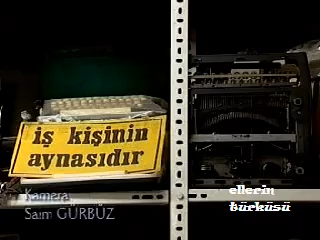 iş kişinin
aynasıdır
Kamera
Saim GÜRBÜZ
ellerin
türküsü